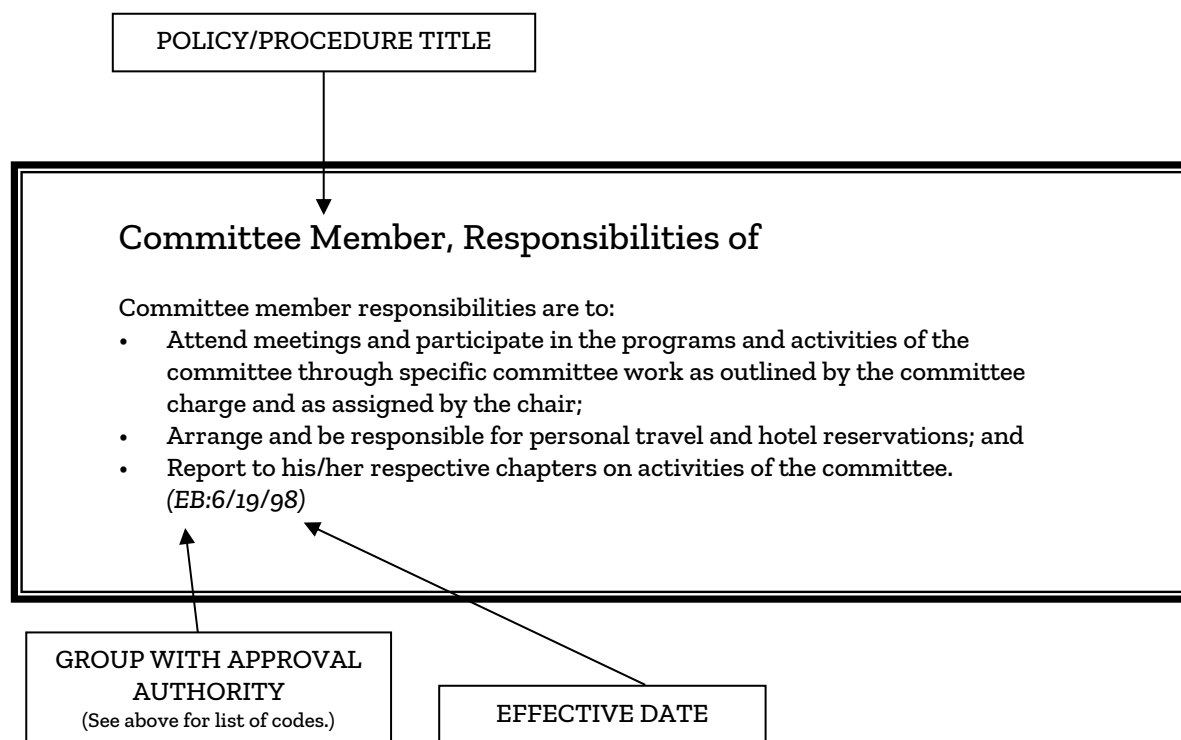 POLICY/PROCEDURE TITLE
Committee Member, Responsibilities of
Committee member responsibilities are to:
• Attend meetings and participate in the programs and activities of the
committee through specific committee work as outlined by the committee
charge and as assigned by the chair;
• Arrange and be responsible for personal travel and hotel reservations; and
• Report to his/her respective chapters on activities of the committee.
(EB:6/19/98)
GROUP WITH APPROVAL
AUTHORITY
(See above for list of codes.)
EFFECTIVE DATE